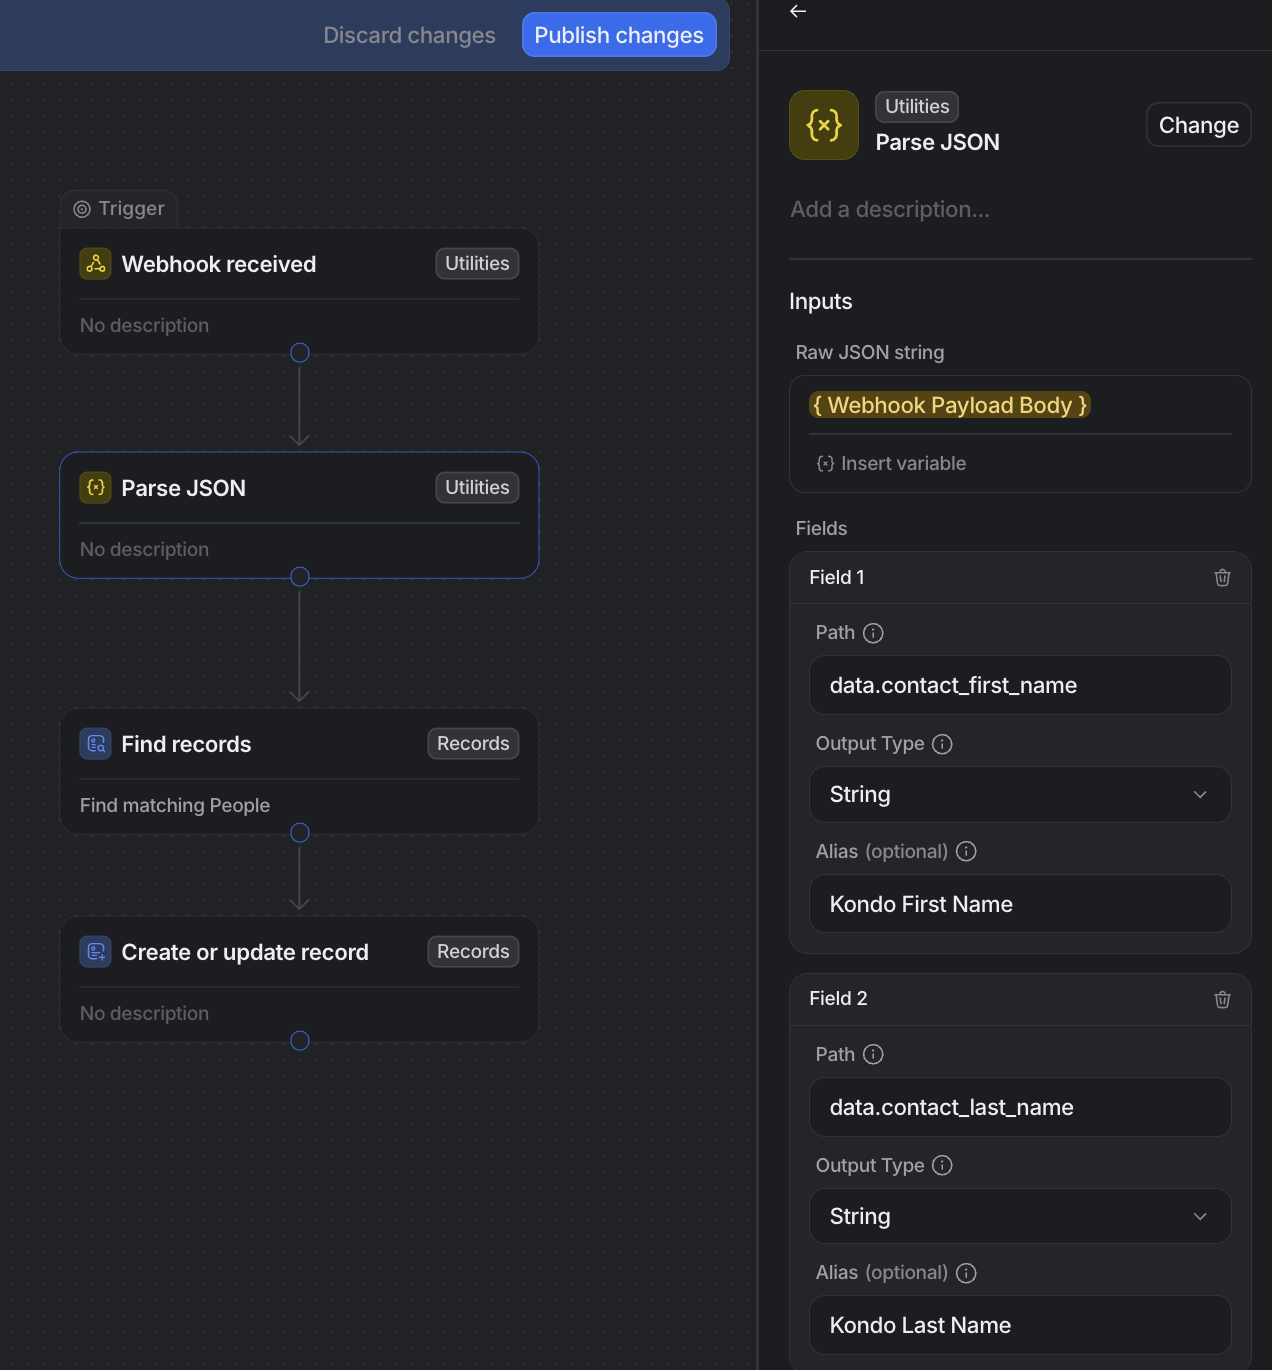 Discard changes
Publish changes
Trigger
Webhook received
Utilities
No description
Parse JSON
Utilities
No description
Find records
Records
Find matching People
Create or update record
Records
No description
Utilities
Parse JSON
Change
Add a description...
Inputs
Raw JSON string
{ Webhook Payload Body }
Insert variable
Fields
Field 1
Path
data.contact_first_name
Output Type
String
Alias (optional)
Kondo First Name
Field 2
Path
data.contact_last_name
Output Type
String
Alias (optional)
Kondo Last Name